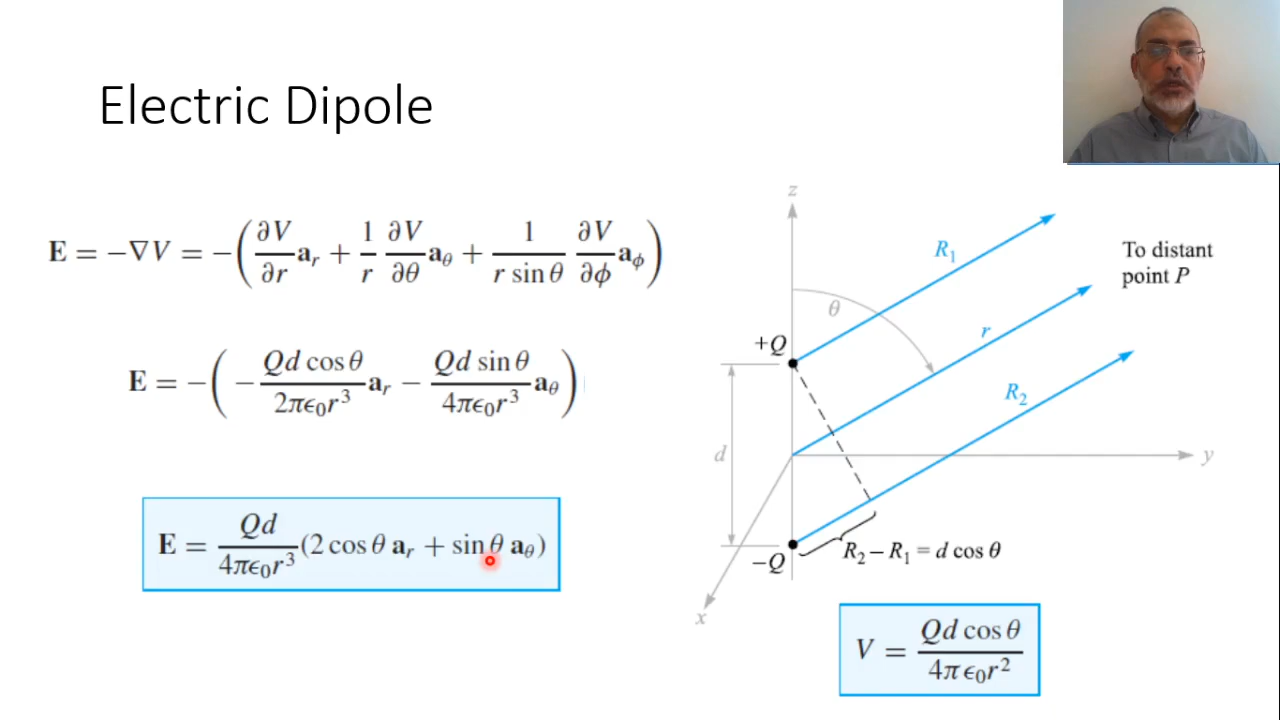 Electric Dipole
E = −∇V = −(∂V/∂r a_r + 1/r ∂V/∂θ a_θ + 1/(r sin θ) ∂V/∂ϕ a_ϕ)
E = −(− Qd cos θ/2πϵ₀r³ a_r − Qd sin θ/4πϵ₀r³ a_θ)
E = Qd/4πϵ₀r³ (2 cos θ a_r + sin θ a_θ)
z
R₁
To distant
point P
θ
r
+Q
R₂
d
y
−Q
R₂ − R₁ = d cos θ
x
V = Qd cos θ/4πϵ₀r²